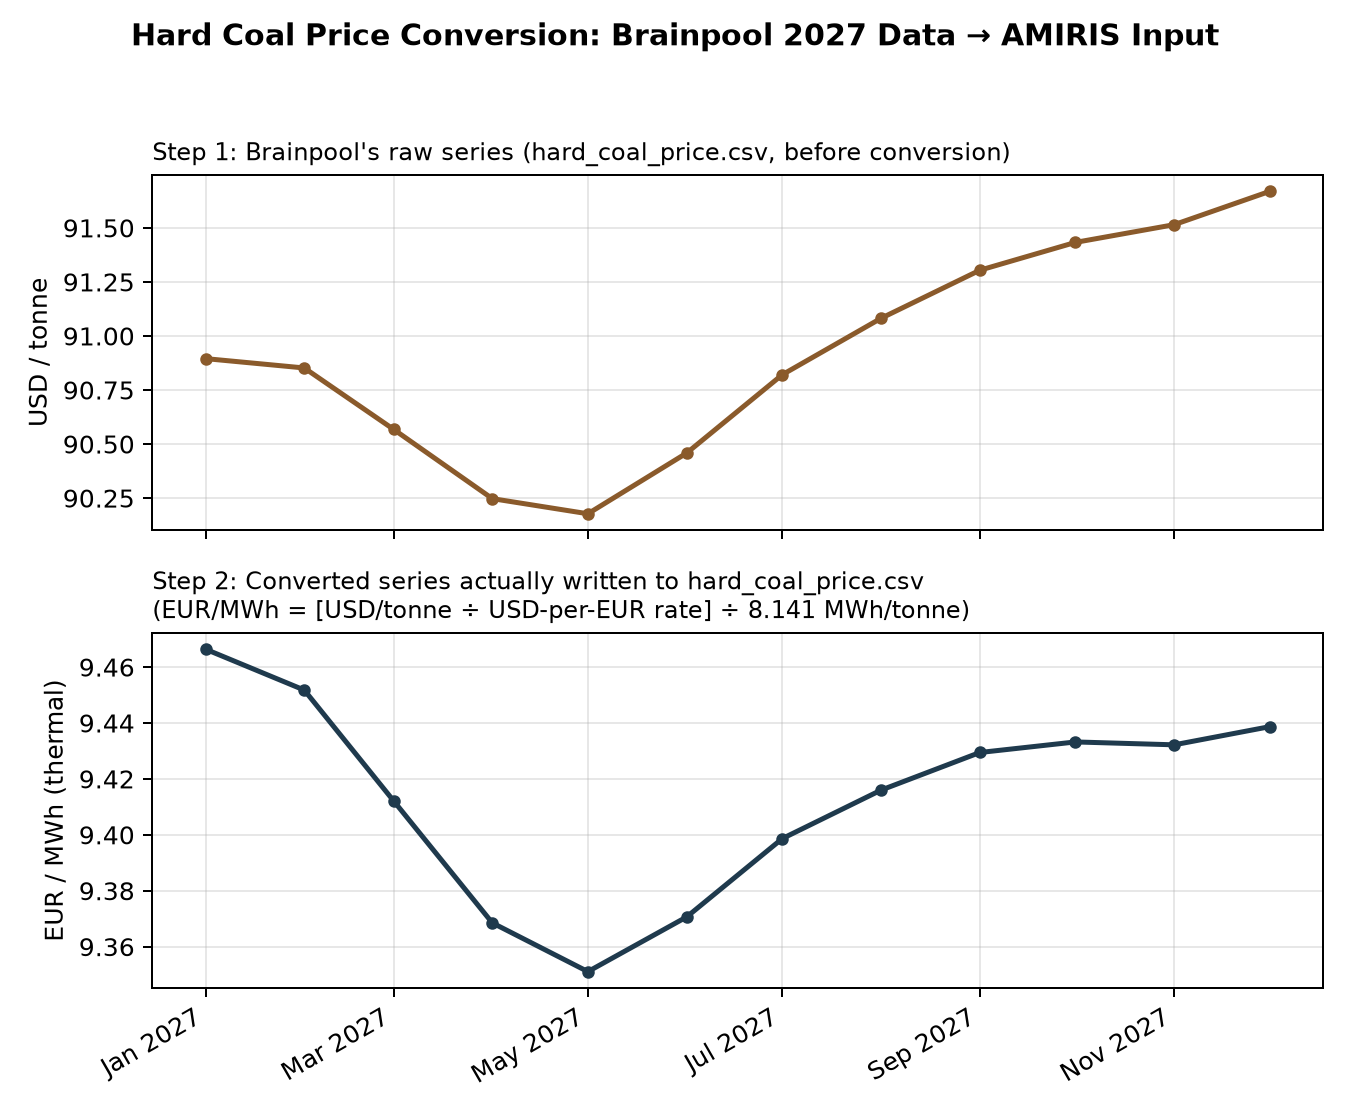 Hard Coal Price Conversion: Brainpool 2027 Data → AMIRIS Input
Step 1: Brainpool's raw series (hard_coal_price.csv, before conversion)
USD / tonne
91.50
91.25
91.00
90.75
90.50
90.25
Step 2: Converted series actually written to hard_coal_price.csv
(EUR/MWh = [USD/tonne ÷ USD-per-EUR rate] ÷ 8.141 MWh/tonne)
EUR / MWh (thermal)
9.46
9.44
9.42
9.40
9.38
9.36
Jan 2027
Mar 2027
May 2027
Jul 2027
Sep 2027
Nov 2027